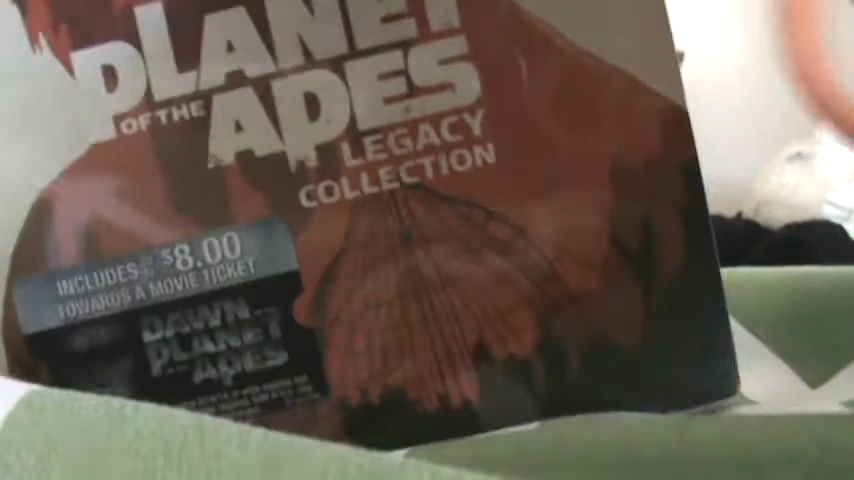 PLANET
OF THE APES
LEGACY
COLLECTION
INCLUDES $8.00
TOWARDS A MOVIE TICKET
DAWN
PLANET
APES